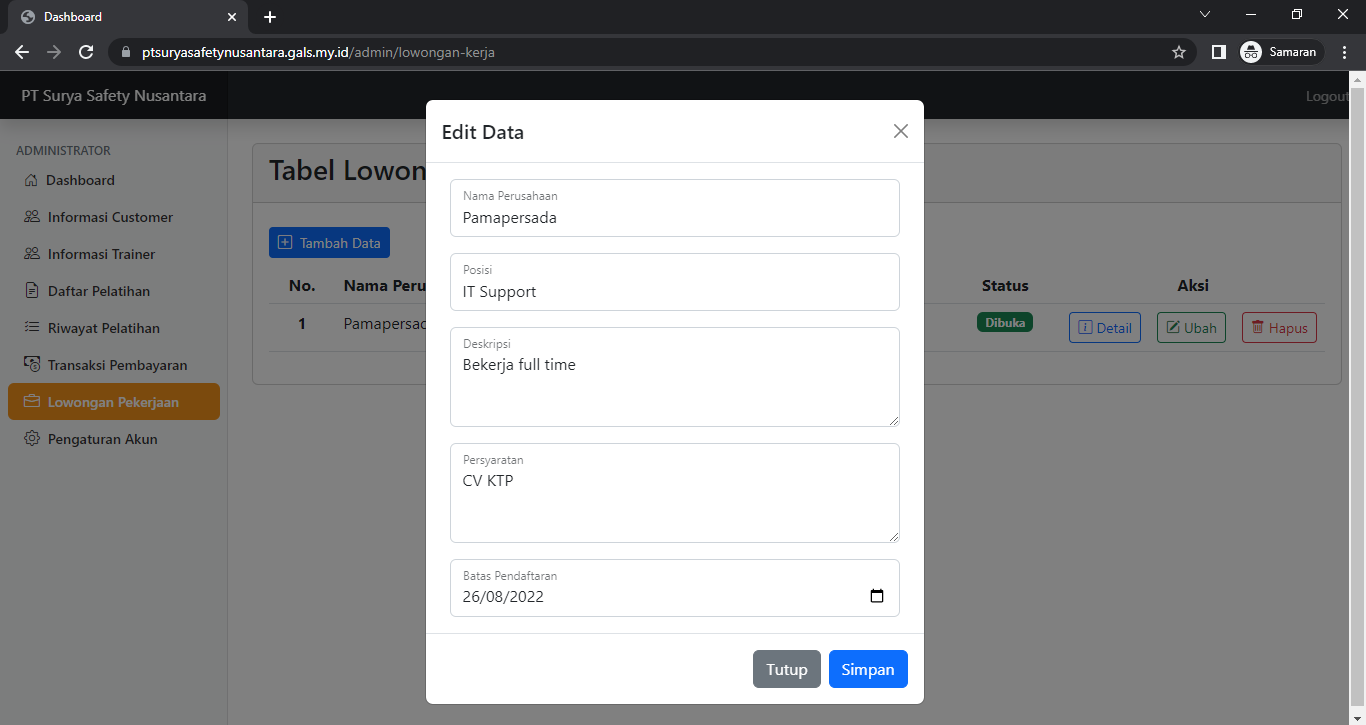 Dashboard
ptsuryasafetynusantara.gals.my.id/admin/lowongan-kerja
Samaran
PT Surya Safety Nusantara
Logout
ADMINISTRATOR
Dashboard
Informasi Customer
Informasi Trainer
Daftar Pelatihan
Riwayat Pelatihan
Transaksi Pembayaran
Lowongan Pekerjaan
Pengaturan Akun
Tabel Lowon
Tambah Data
No. Nama Peru Status Aksi
1 Pamapersad Dibuka Detail Ubah Hapus
Edit Data
Nama Perusahaan
Pamapersada
Posisi
IT Support
Deskripsi
Bekerja full time
Persyaratan
CV KTP
Batas Pendaftaran
26/08/2022
Tutup Simpan